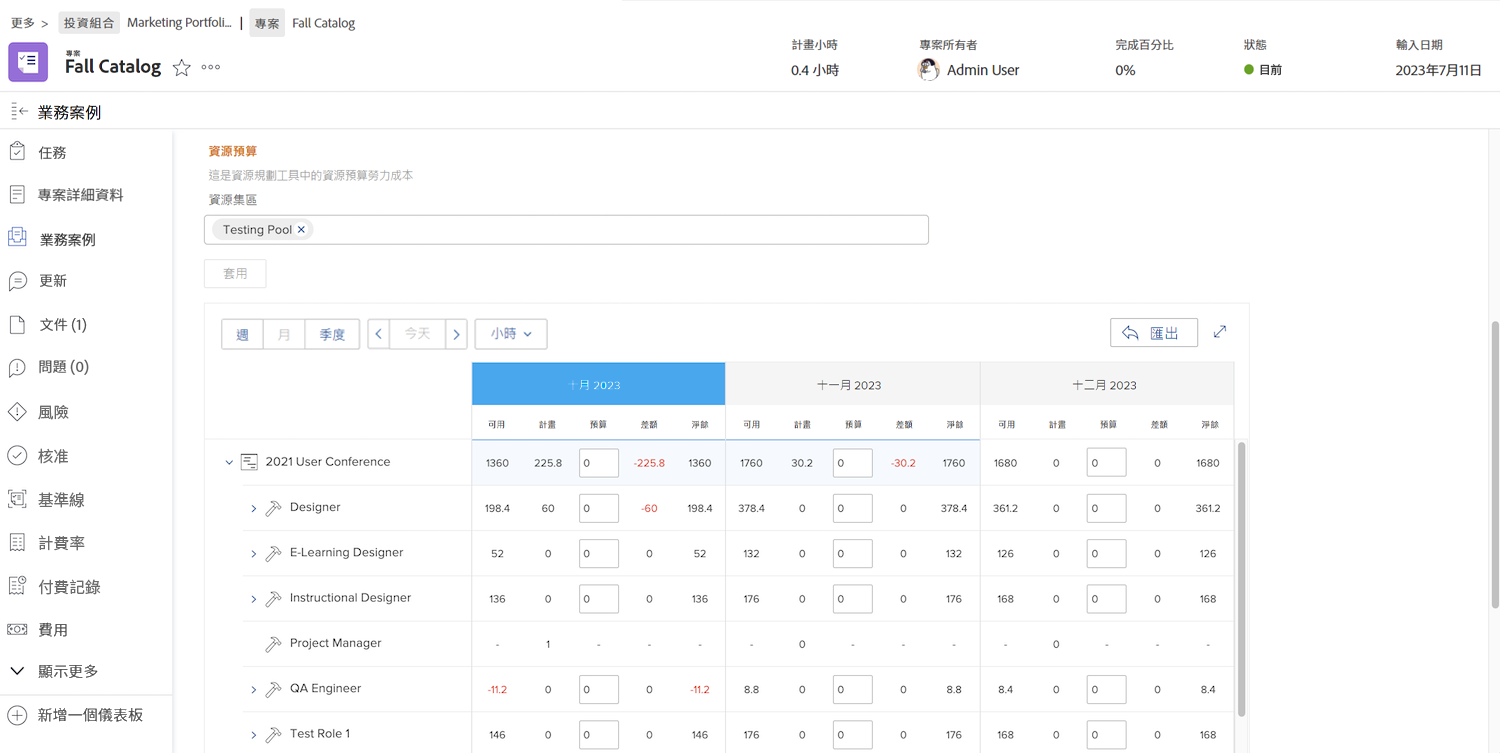 更多 > 投資組合 Marketing Portfoli... | 專案 Fall Catalog
專案
Fall Catalog
計畫小時
0.4 小時
專案所有者
Admin User
完成百分比
0%
狀態
目前
輸入日期
2023年7月11日
業務案例
任務
專案詳細資料
業務案例
更新
文件 (1)
問題 (0)
風險
核准
基準線
計費率
付費記錄
費用
顯示更多
新增一個儀表板
資源預算
這是資源規劃工具中的資源預算勞力成本
資源集區
Testing Pool
套用
週 月 季度 今天 小時 匯出
十月 2023 十一月 2023 十二月 2023
可用 計畫 預算 差額 淨餘 可用 計畫 預算 差額 淨餘 可用 計畫 預算 差額 淨餘
2021 User Conference 1360 225.8 0 -225.8 1360 1760 30.2 0 -30.2 1760 1680 0 0 0 1680
Designer 198.4 60 0 -60 198.4 378.4 0 0 0 378.4 361.2 0 0 0 361.2
E-Learning Designer 52 0 0 0 52 132 0 0 0 132 126 0 0 0 126
Instructional Designer 136 0 0 0 136 176 0 0 0 176 168 0 0 0 168
Project Manager - 1 - - - - 0 - - - - 0 - - -
QA Engineer -11.2 0 0 0 -11.2 8.8 0 0 0 8.8 8.4 0 0 0 8.4
Test Role 1 146 0 0 0 146 176 0 0 0 176 168 0 0 0 168